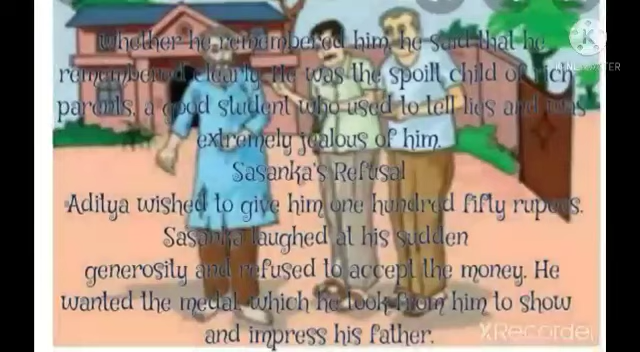 whether he remembered him, he said that he
remembered clearly. He was the spoilt child of rich
parents, a good student who used to tell lies and was
extremely jealous of him.
Sasanka's Refusal
Aditya wished to give him one hundred fifty rupees.
Sasanka laughed at his sudden
generosity and refused to accept the money. He
wanted the medal, which he took from him to show
and impress his father.
KINEMASTER
XRecorder